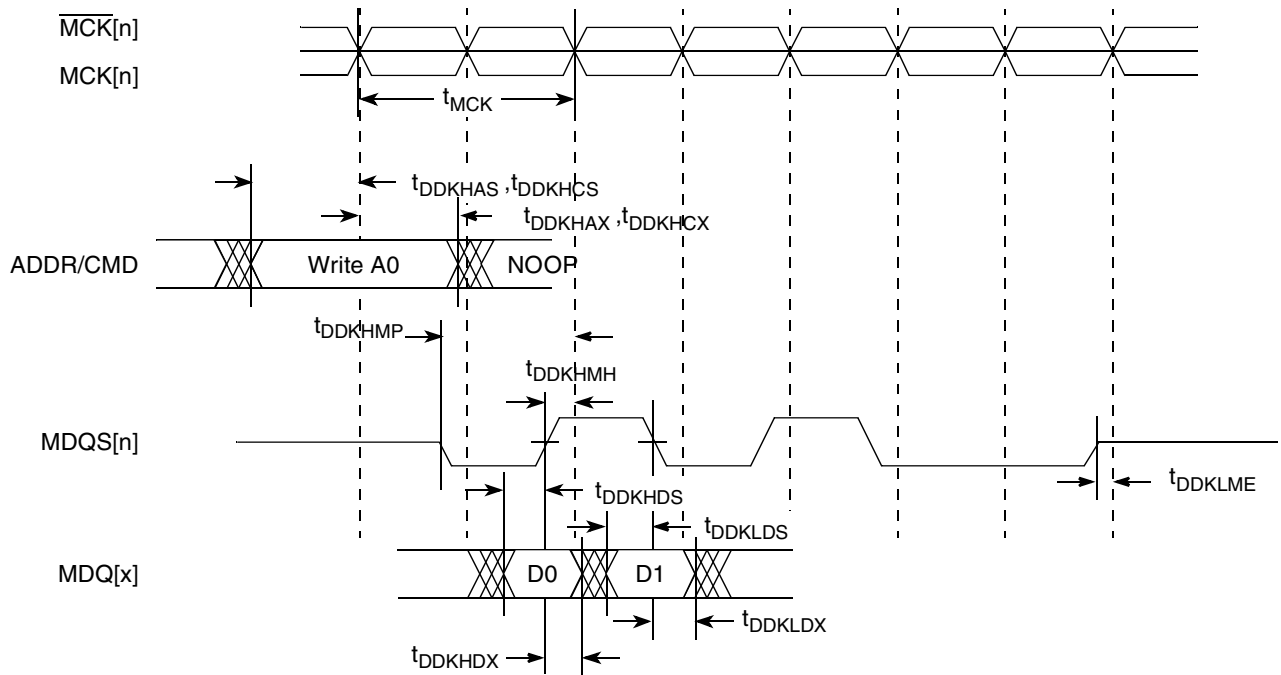 MCK[n]
MCK[n]
tMCK
tDDKHAS ,tDDKHCS
tDDKHAX ,tDDKHCX
ADDR/CMD
Write A0
NOOP
tDDKHMP
tDDKHMH
MDQS[n]
tDDKHDS
tDDKLME
tDDKLDS
MDQ[x]
D0
D1
tDDKLDX
tDDKHDX